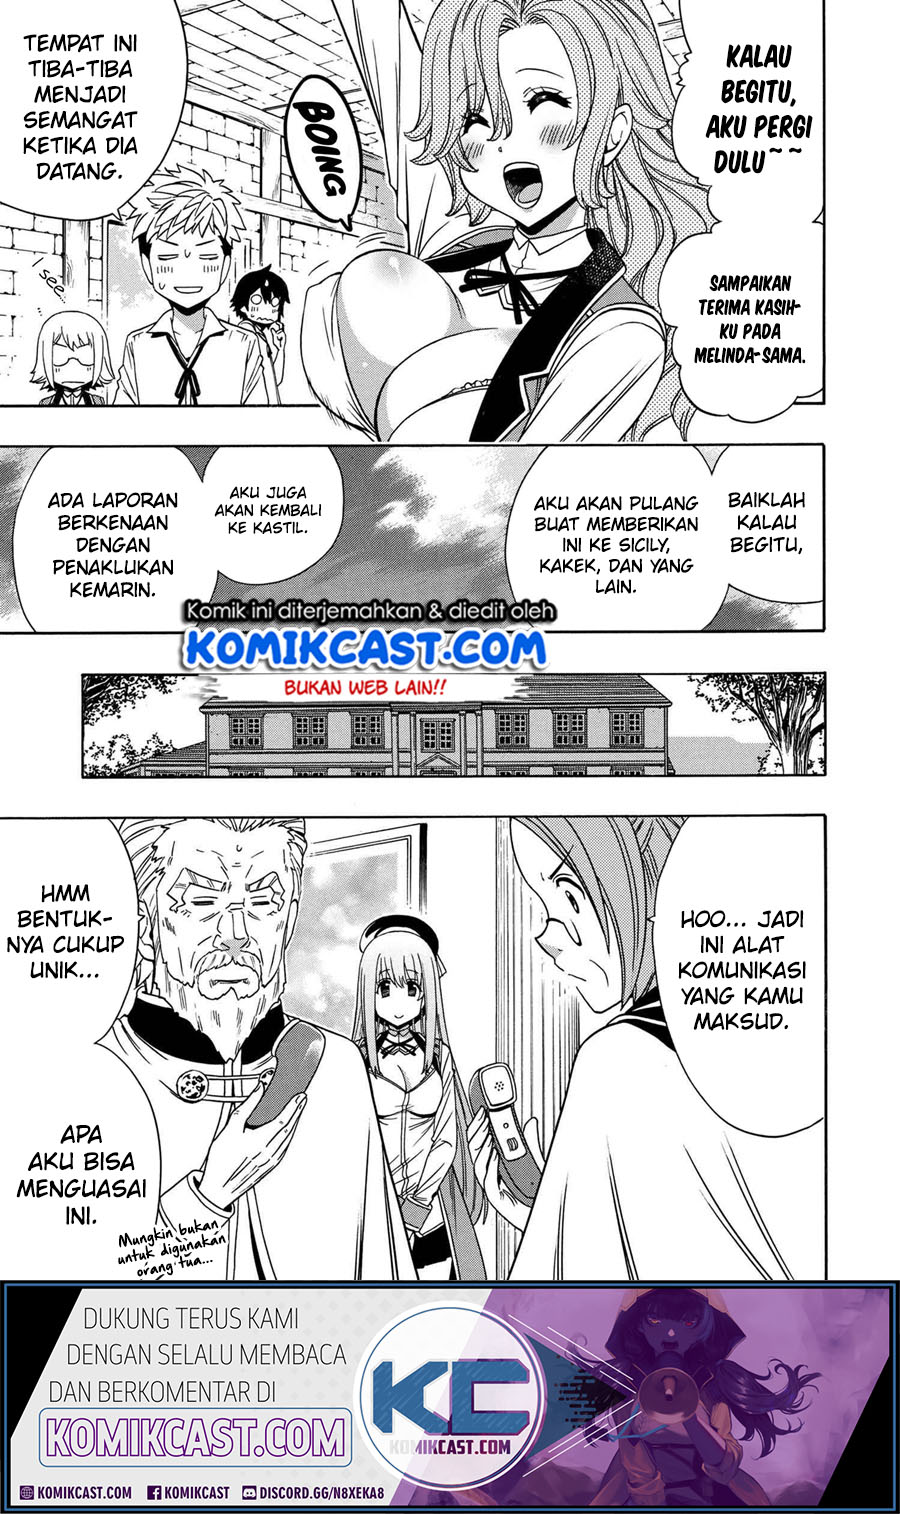 KALAU
BEGITU,
AKU PERGI
DULU~~
SAMPAIKAN
TERIMA KASIH-
KU PADA
MELINDA-SAMA.
BOING
TEMPAT INI
TIBA-TIBA
MENJADI
SEMANGAT
KETIKA DIA
DATANG.
I see..
BAIKLAH
KALAU
BEGITU,
AKU AKAN PULANG
BUAT MEMBERIKAN
INI KE SICILY,
KAKEK, DAN YANG
LAIN.
AKU JUGA
AKAN KEMBALI
KE KASTIL.
ADA LAPORAN
BERKENAAN
DENGAN
PENAKLUKAN
KEMARIN.
Komik ini diterjemahkan & diedit oleh
KOMIKCAST.COM
BUKAN WEB LAIN!!
HOO... JADI
INI ALAT
KOMUNIKASI
YANG KAMU
MAKSUD.
HMM
BENTUK-
NYA CUKUP
UNIK...
APA
AKU BISA
MENGUASAI
INI.
Mungkin bukan
untuk digunakan
orang tua...
DUKUNG TERUS KAMI
DENGAN SELALU MEMBACA
DAN BERKOMENTAR DI
KOMIKCAST.COM
KC
KOMIKCAST.COM
KOMIKCAST.COM KOMIKCAST DISCORD.GG/N8XEKA8